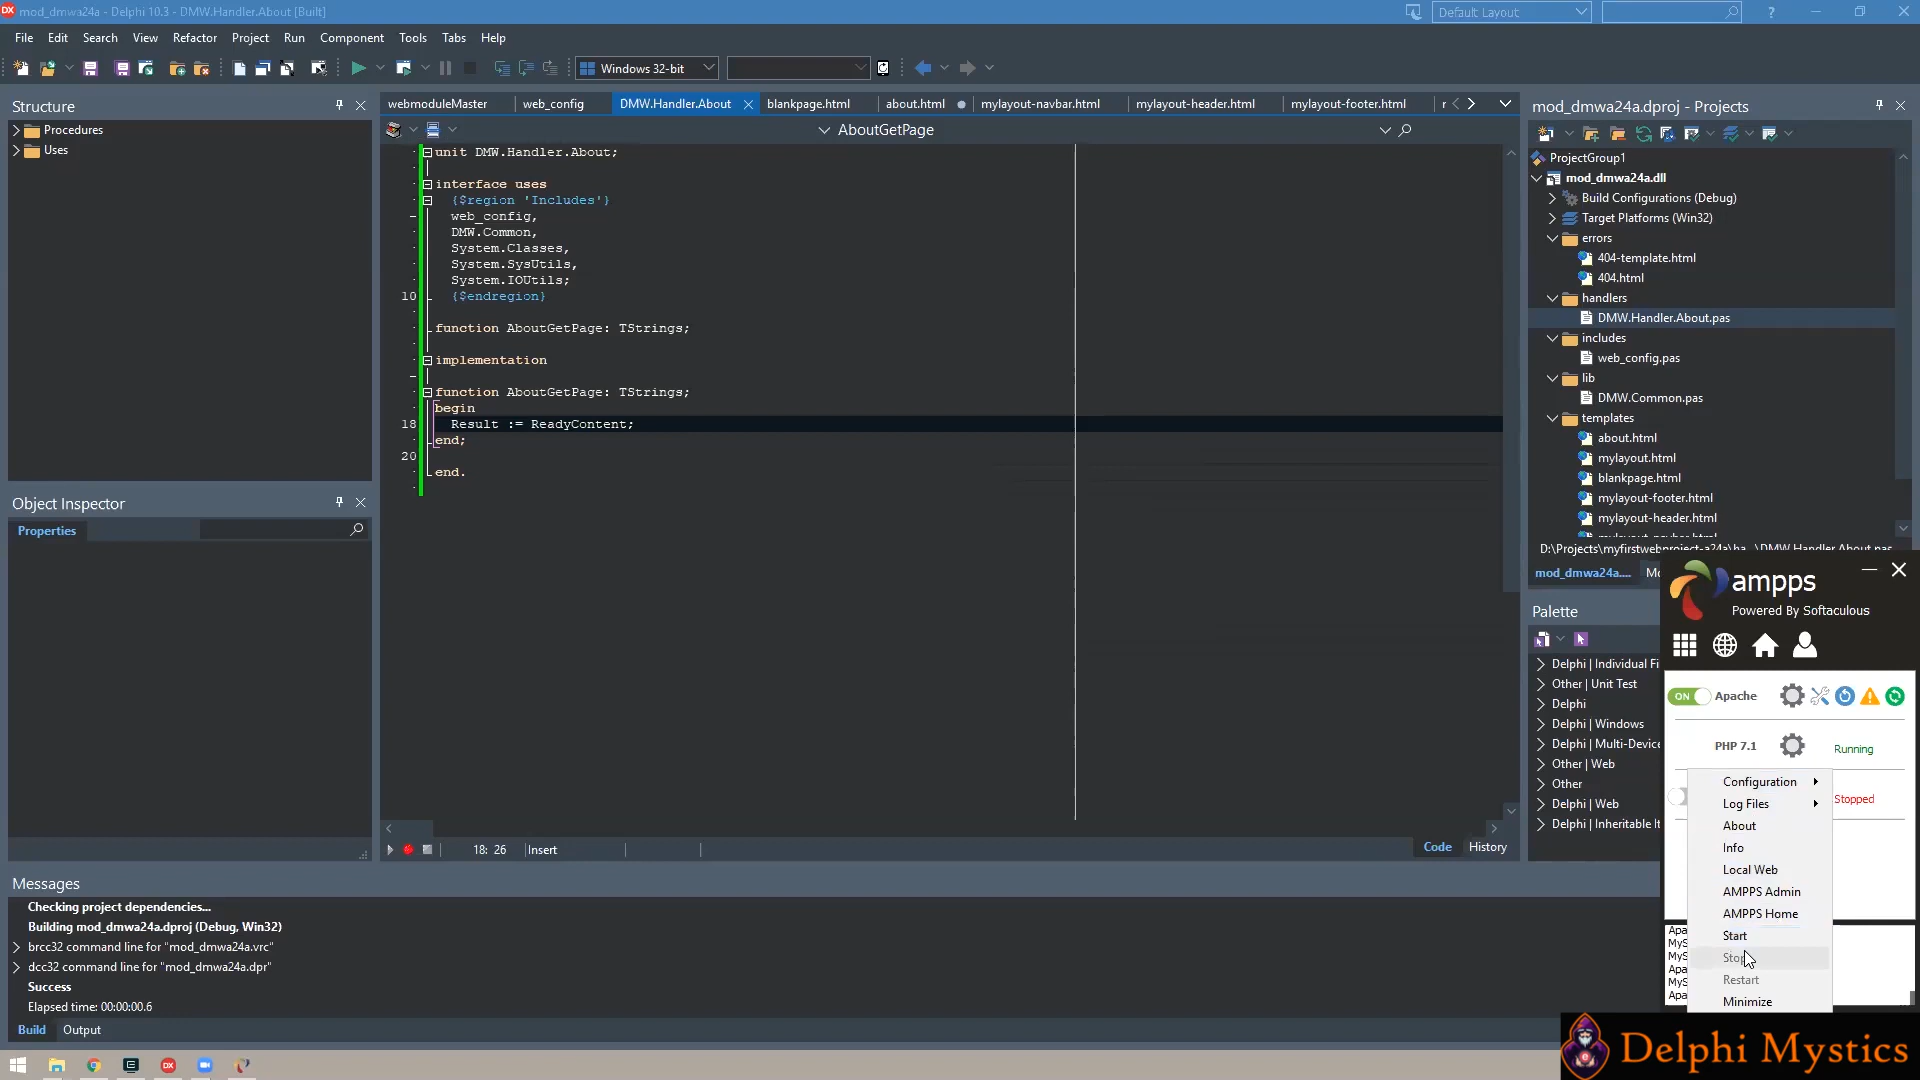 mod_dmwa24a - Delphi 10.3 - DMW.Handler.About [Built]
Default Layout
?
File Edit Search View Refactor Project Run Component Tools Tabs Help
Windows 32-bit
Structure
Procedures
Uses
Object Inspector
Properties
webmoduleMaster web_config DMW.Handler.About blankpage.html about.html mylayout-navbar.html mylayout-header.html mylayout-footer.html
AboutGetPage
unit DMW.Handler.About;
interface uses
{$region 'Includes'}
web_config,
DMW.Common,
System.Classes,
System.SysUtils,
System.IOUtils;
10 {$endregion}
function AboutGetPage: TStrings;
implementation
function AboutGetPage: TStrings;
begin
18 Result := ReadyContent;
end;
20
end.
18: 26 Insert
Code History
mod_dmwa24a.dproj - Projects
ProjectGroup1
mod_dmwa24a.dll
Build Configurations (Debug)
Target Platforms (Win32)
errors
404-template.html
404.html
handlers
DMW.Handler.About.pas
includes
web_config.pas
lib
DMW.Common.pas
templates
about.html
mylayout.html
blankpage.html
mylayout-footer.html
mylayout-header.html
mod_dmwa24a....
Palette
Delphi | Individual Fi
Other | Unit Test
Delphi
Delphi | Windows
Delphi | Multi-Device
Other | Web
Other
Delphi | Web
Delphi | Inheritable It
ampps
Powered By Softaculous
ON Apache
PHP 7.1 Running
Stopped
Configuration
Log Files
About
Info
Local Web
AMPPS Admin
AMPPS Home
Start
Stop
Restart
Minimize
Apa
MyS
MyS
Apa
MyS
Apa
Messages
Checking project dependencies...
Building mod_dmwa24a.dproj (Debug, Win32)
brcc32 command line for "mod_dmwa24a.vrc"
dcc32 command line for "mod_dmwa24a.dpr"
Success
Elapsed time: 00:00:00.6
Build Output
Delphi Mystics